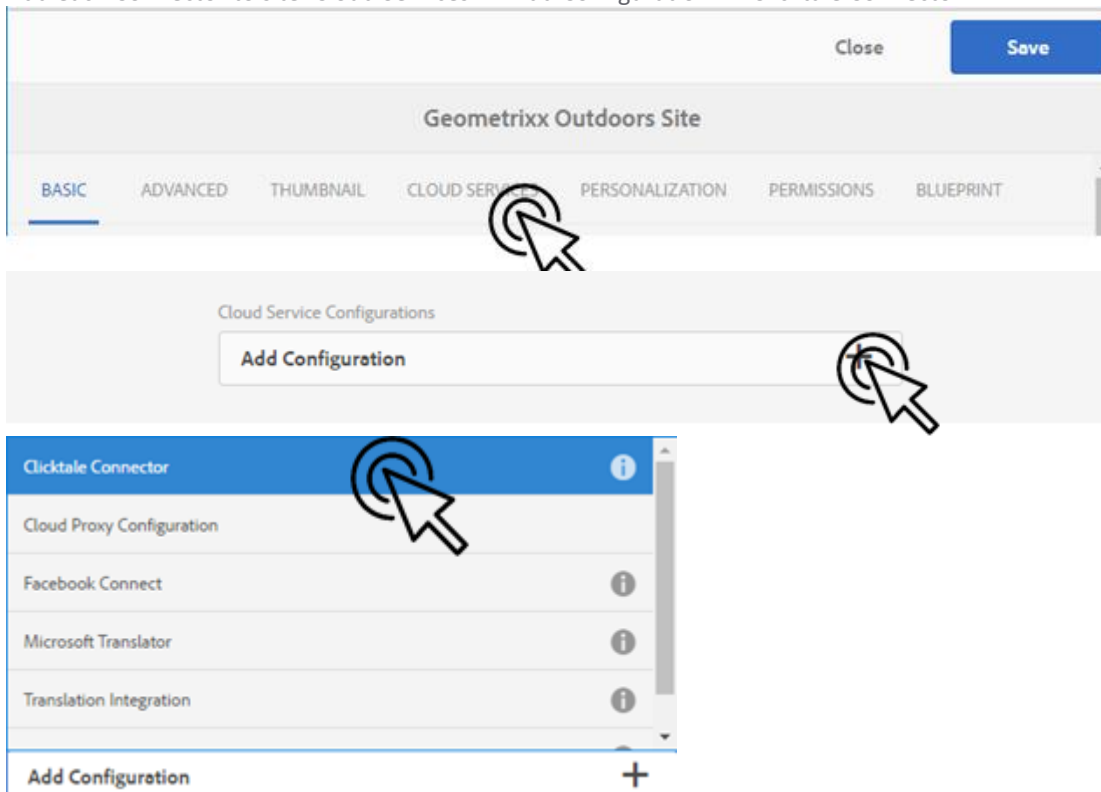 Close Save
Geometrixx Outdoors Site
BASIC ADVANCED THUMBNAIL CLOUD SERVICES PERSONALIZATION PERMISSIONS BLUEPRINT
Cloud Service Configurations
Add Configuration
Clicktale Connector
Cloud Proxy Configuration
Facebook Connect
Microsoft Translator
Translation Integration
Add Configuration